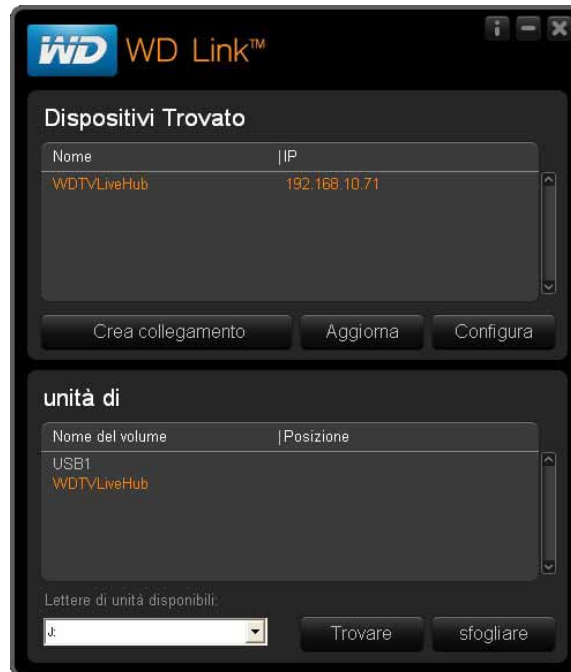 WD WD Link™
Dispositivi Trovato
Nome |IP
WDTVLiveHub 192.168.10.71
Crea collegamento Aggiorna Configura
unità di
Nome del volume |Posizione
USB1
WDTVLiveHub
Lettere di unità disponibili:
J: Trovare sfogliare